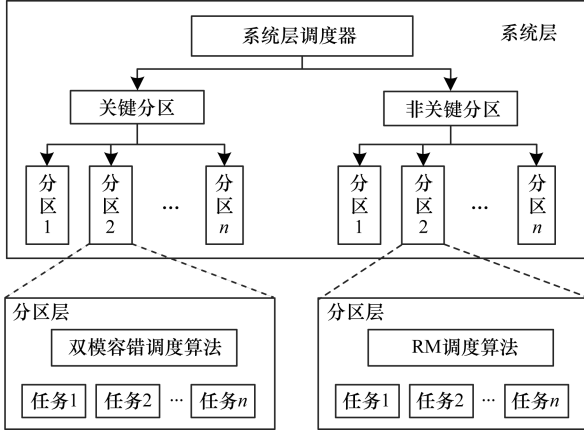 系统层调度器
系统层
关键分区
非关键分区
分区1
分区2
...
分区n
分区1
分区2
...
分区n
分区层
双模容错调度算法
任务1 任务2 ... 任务n
分区层
RM调度算法
任务1 任务2 ... 任务n